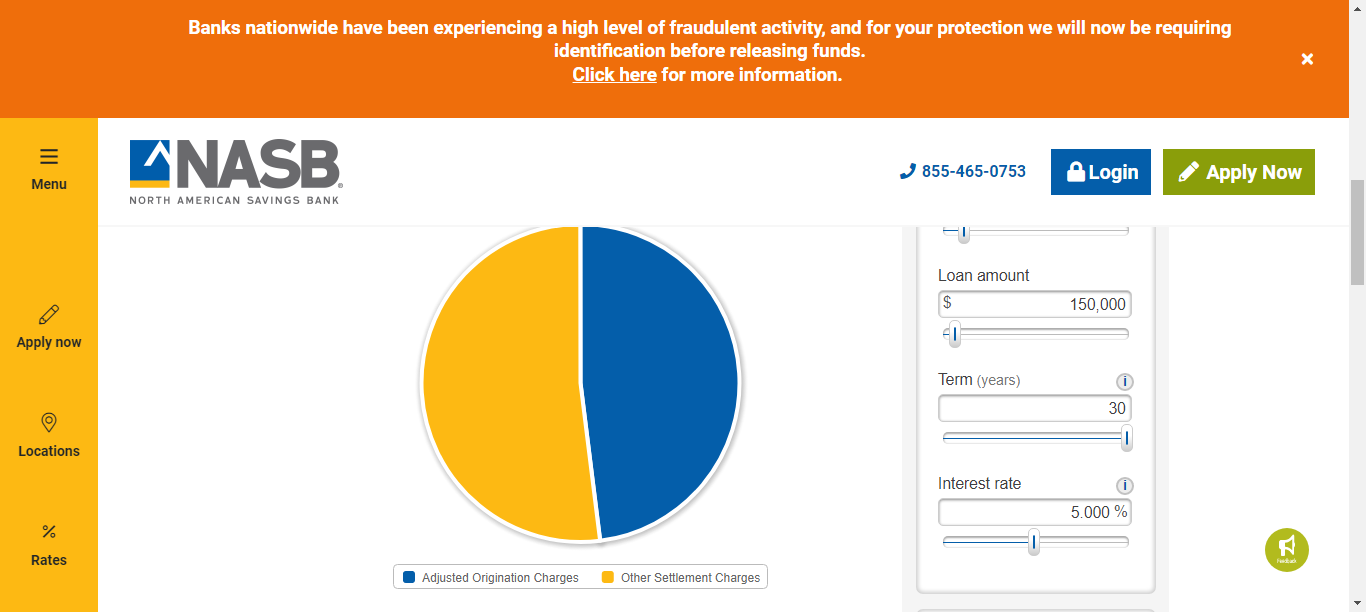 Banks nationwide have been experiencing a high level of fraudulent activity, and for your protection we will now be requiring
identification before releasing funds.
Click here for more information.
Menu
NASB
NORTH AMERICAN SAVINGS BANK
855-465-0753
Login
Apply Now
Apply now
Locations
Rates
Loan amount
$ 150,000
Term (years)
30
Interest rate
5.000 %
Adjusted Origination Charges
Other Settlement Charges
Feedback